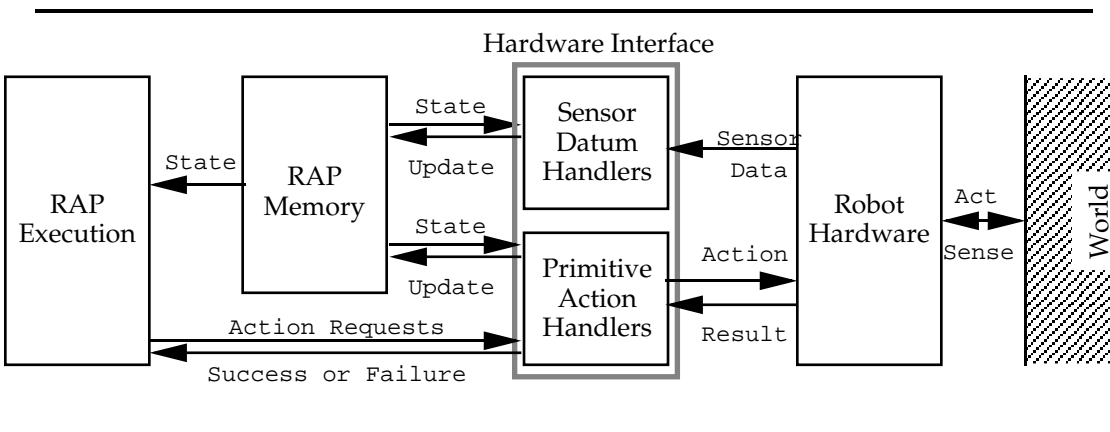 Hardware Interface
RAP
Execution
State
RAP
Memory
State
Update
State
Update
Action Requests
Success or Failure
Sensor
Datum
Handlers
Primitive
Action
Handlers
Sensor
Data
Action
Result
Robot
Hardware
Act
Sense
World